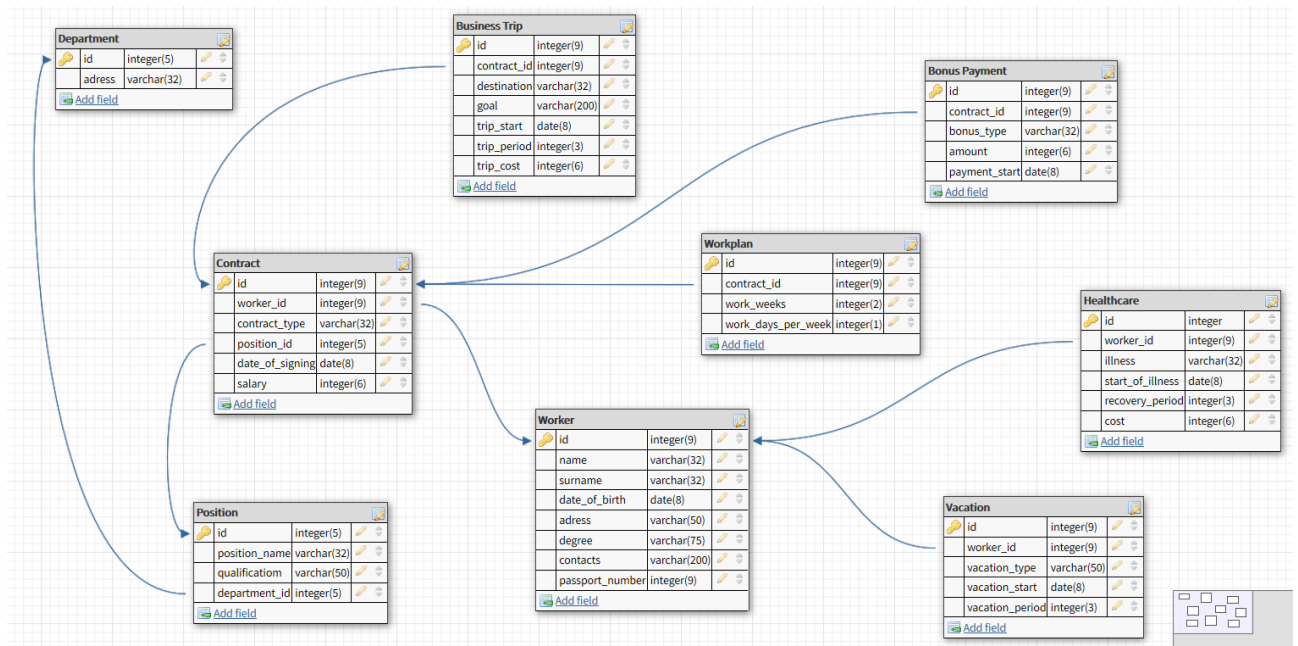 Department
id integer(5)
adress varchar(32)
Add field
Business Trip
id integer(9)
contract_id integer(9)
destination varchar(32)
goal varchar(200)
trip_start date(8)
trip_period integer(3)
trip_cost integer(6)
Add field
Bonus Payment
id integer(9)
contract_id integer(9)
bonus_type varchar(32)
amount integer(6)
payment_start date(8)
Add field
Contract
id integer(9)
worker_id integer(9)
contract_type varchar(32)
position_id integer(5)
date_of_signing date(8)
salary integer(6)
Add field
Workplan
id integer(9)
contract_id integer(9)
work_weeks integer(2)
work_days_per_week integer(1)
Add field
Healthcare
id integer
worker_id integer(9)
illness varchar(32)
start_of_illness date(8)
recovery_period integer(3)
cost integer(6)
Add field
Worker
id integer(9)
name varchar(32)
surname varchar(32)
date_of_birth date(8)
adress varchar(50)
degree varchar(75)
contacts varchar(200)
passport_number integer(9)
Add field
Position
id integer(5)
position_name varchar(32)
qualificatiom varchar(50)
department_id integer(5)
Add field
Vacation
id integer(9)
worker_id integer(9)
vacation_type varchar(50)
vacation_start date(8)
vacation_period integer(3)
Add field